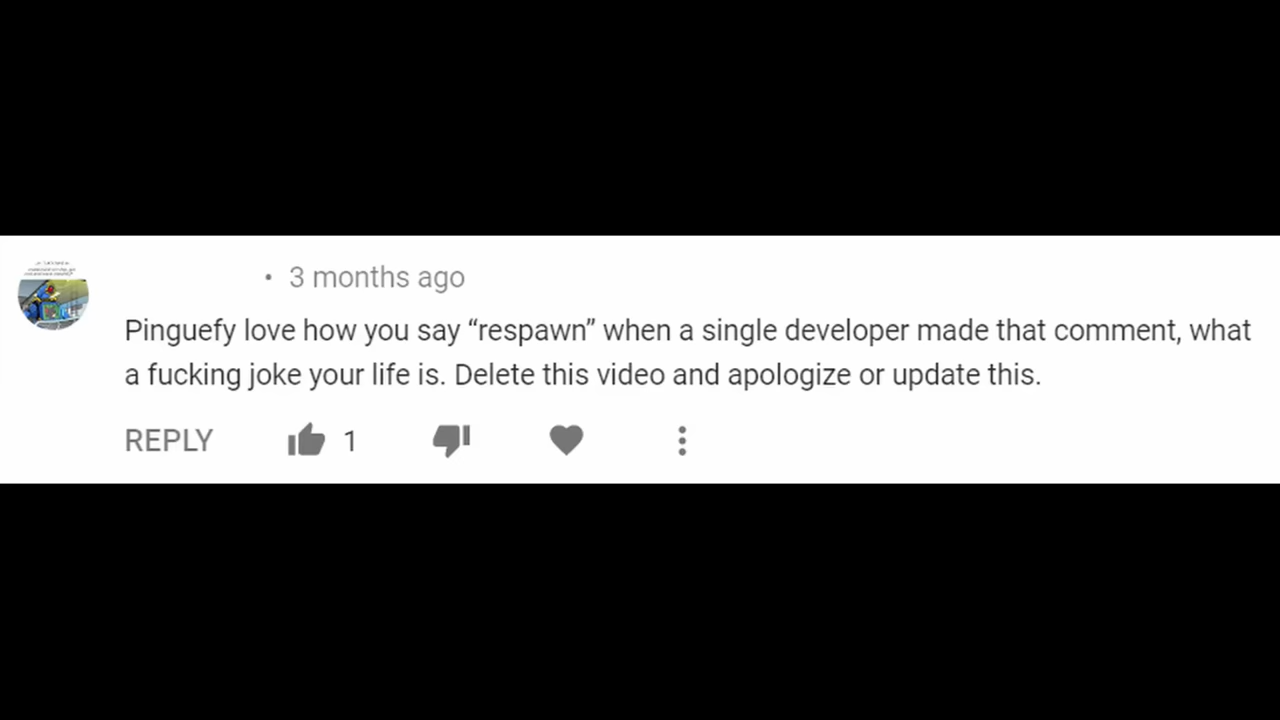 • 3 months ago
Pinguefy love how you say “respawn” when a single developer made that comment, what
a fucking joke your life is. Delete this video and apologize or update this.
REPLY 1